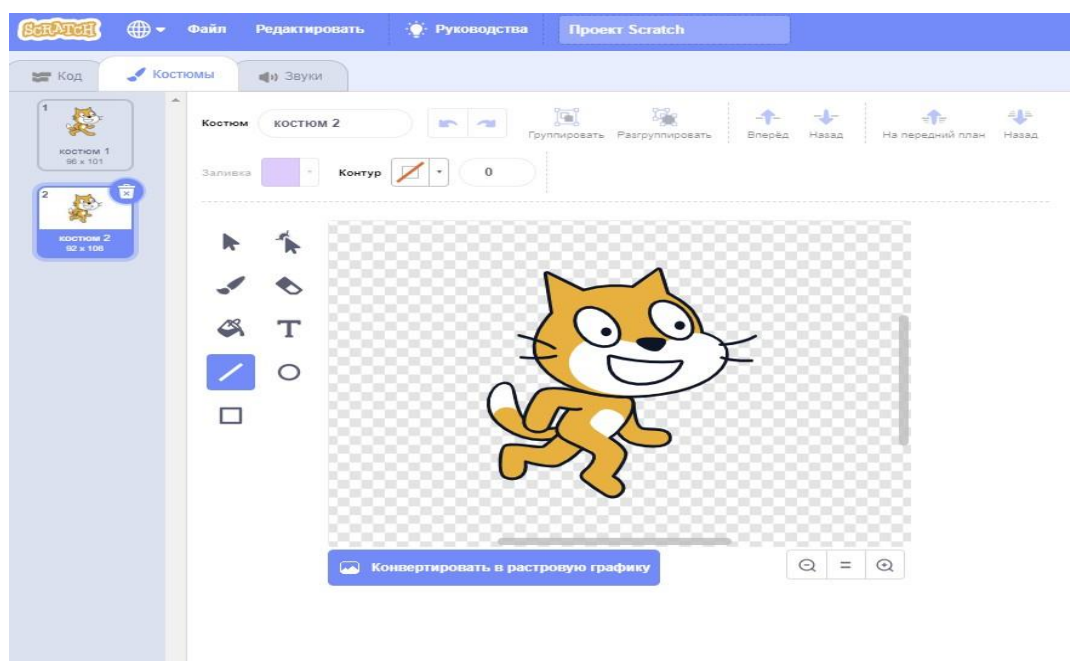 SCRATCH Файл Редактировать Руководства Проект Scratch
Код Костюмы Звуки
1
костюм 1
96 x 101
2
костюм 2
92 x 106
Костюм костюм 2 Группировать Разгруппировать Вперёд Назад На передний план Назад
Заливка Контур 0
T
Конвертировать в растровую графику